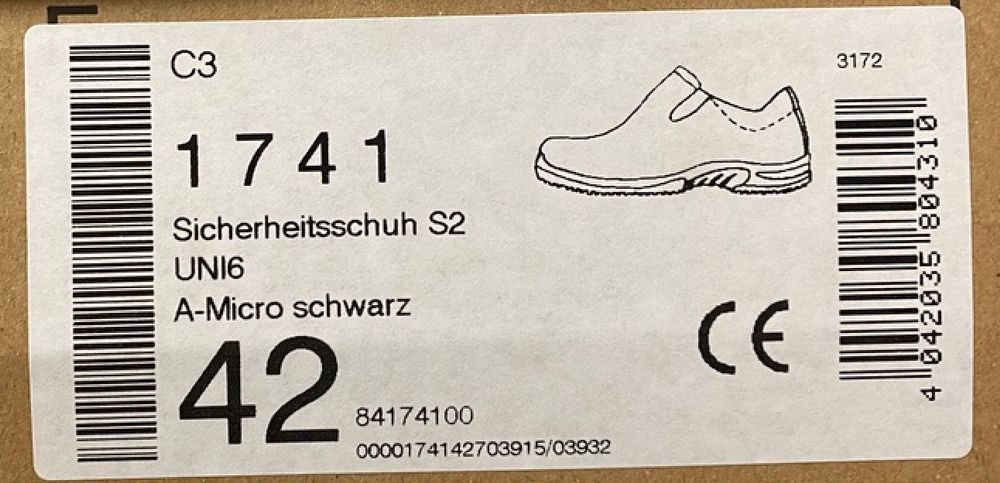 C3
3172
1741
Sicherheitsschuh S2
UNI6
A-Micro schwarz
42
84174100
0000174142703915/03932
CE
4 042035 804310